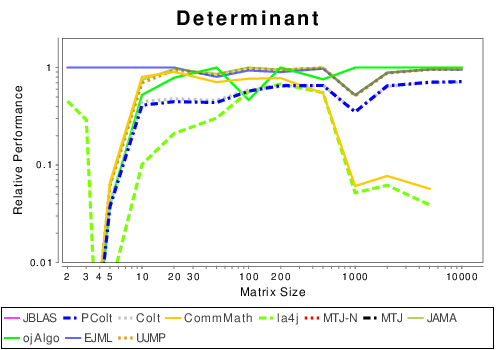 Determinant
1
0.1
0.01
Relative Performance
2 3 4 5 10 20 30 100 200 1000 10000
Matrix Size
JBLAS PColt Colt CommMath la4j MTJ-N MTJ JAMA
ojAlgo EJML UJMP